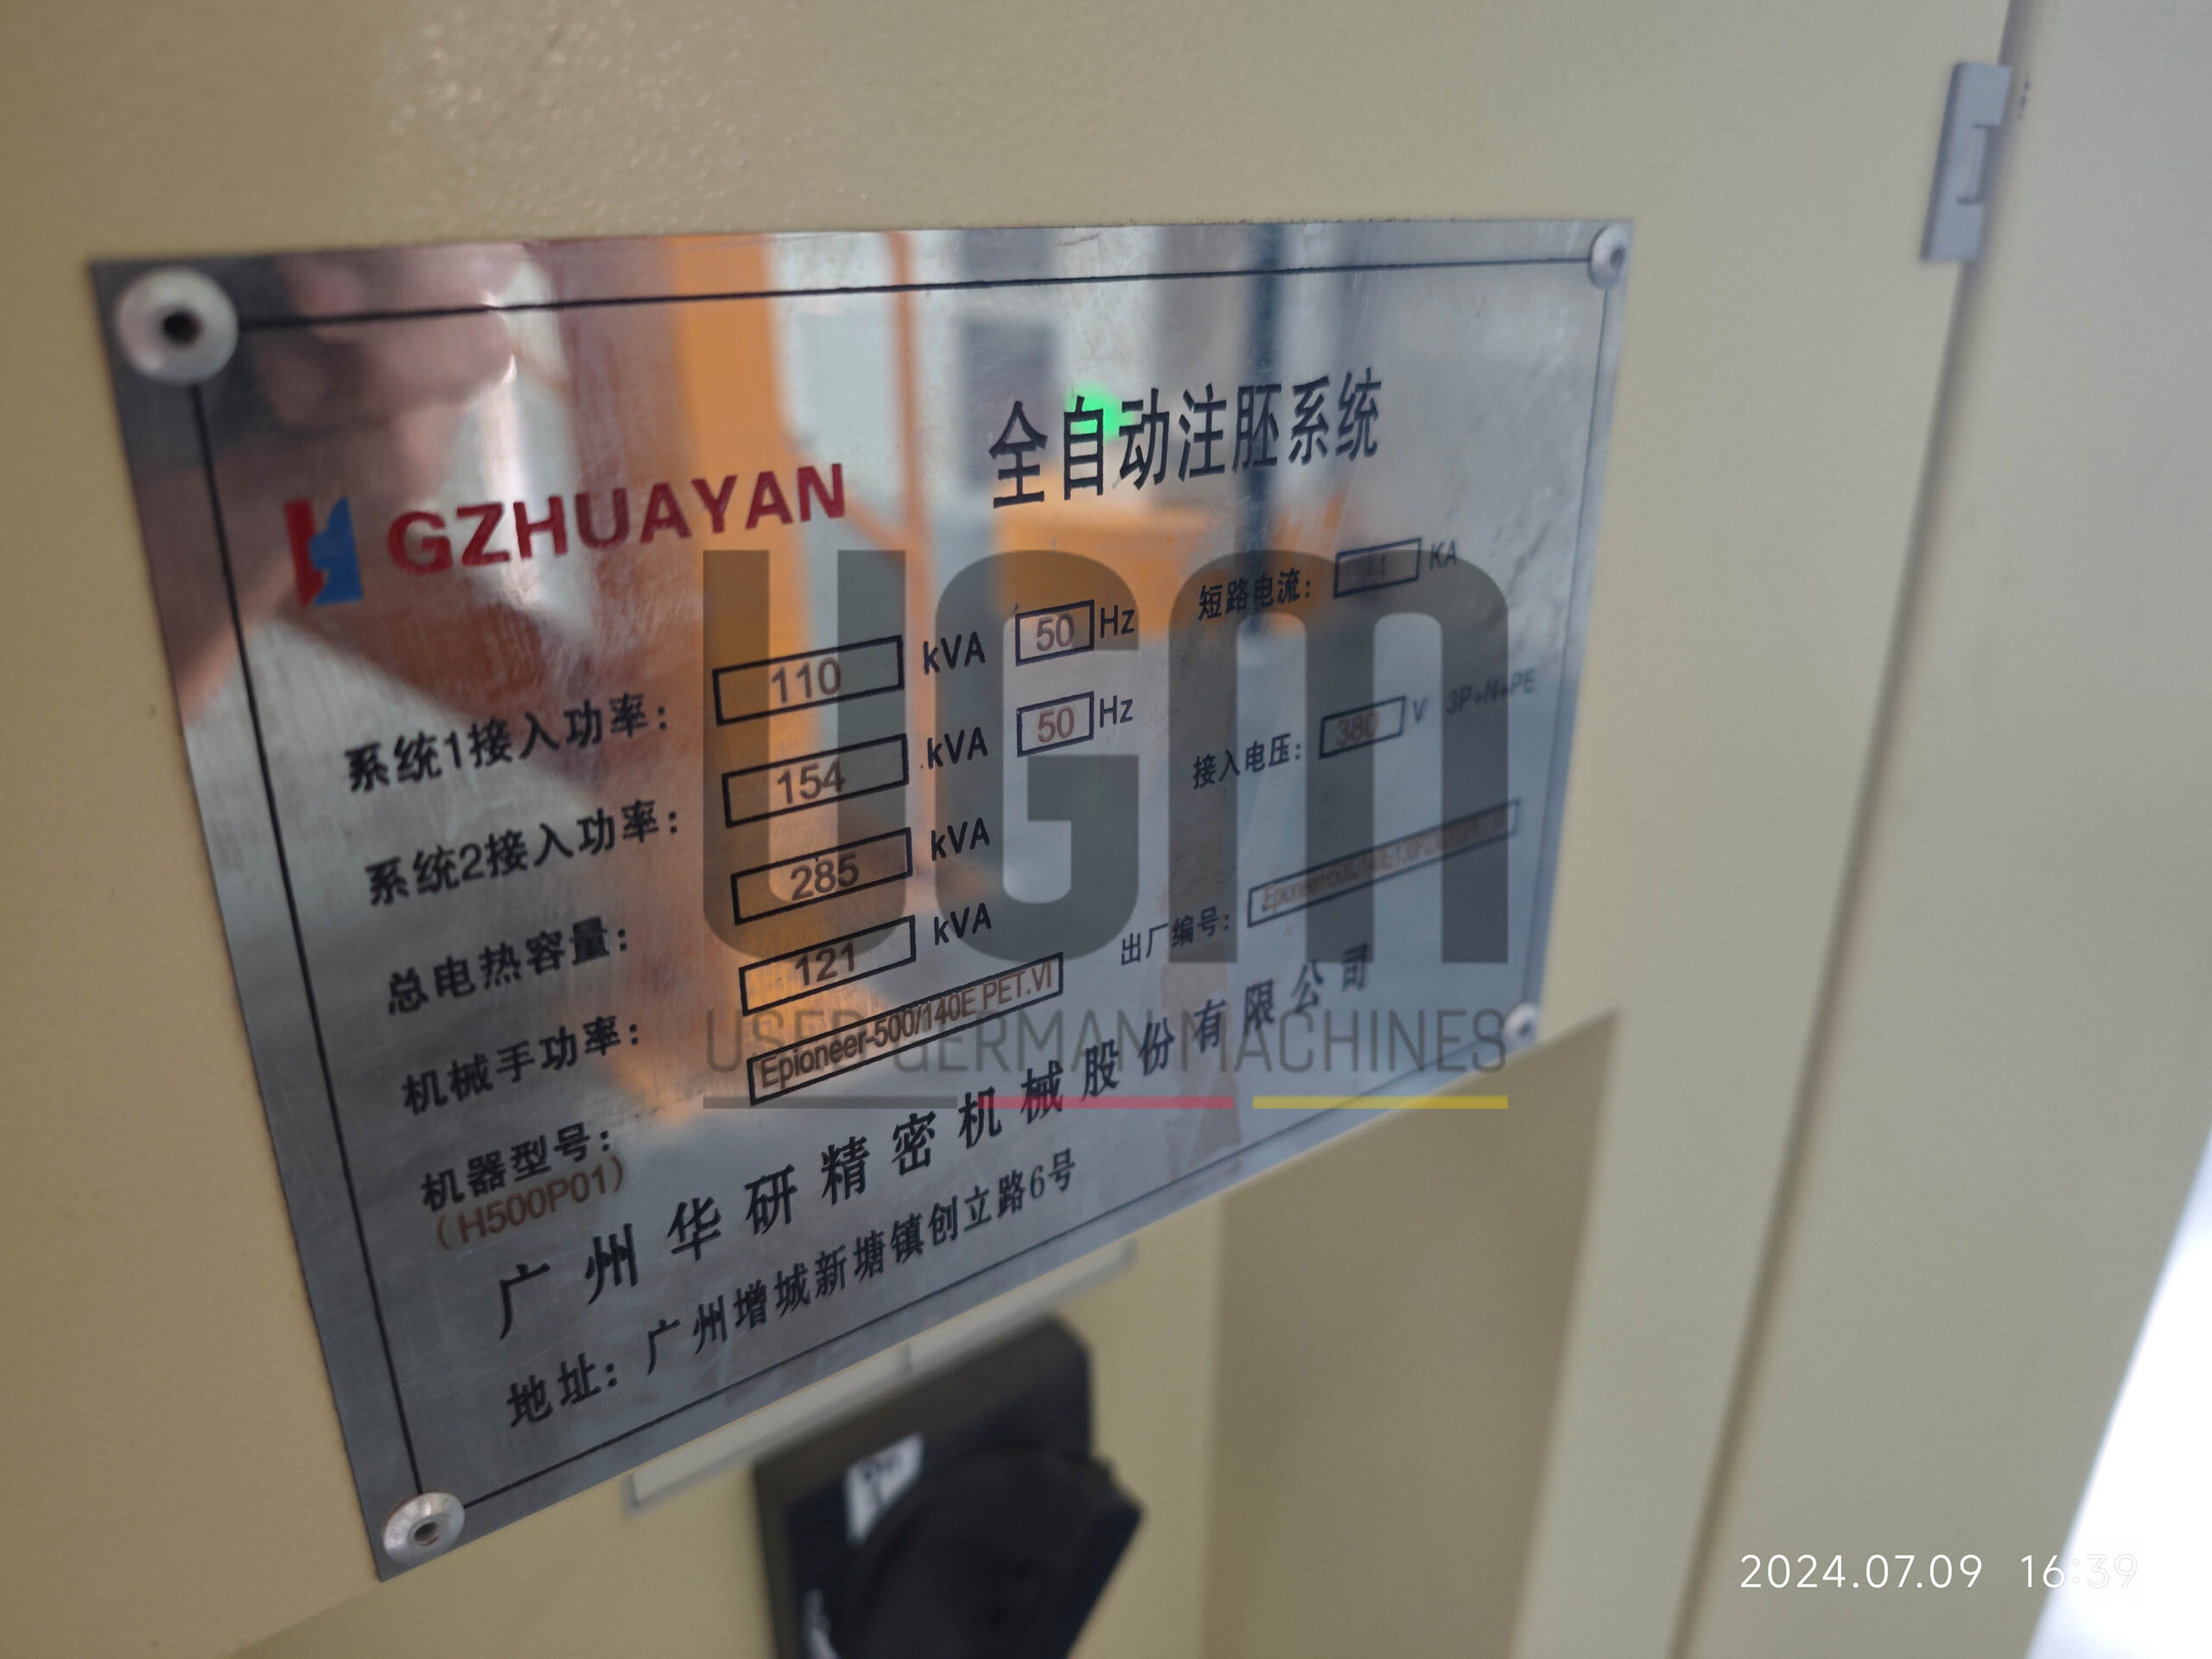 GZHUAYAN
全自动注胚系统
系统1接入功率： 110 kVA 50 Hz 短路电流： KA
系统2接入功率： 154 kVA 50 Hz 接入电压： 380 V 3P+N+PE
总电热容量： 285 kVA
机械手功率： 121 kVA 出厂编号：
机器型号： Epioneer-500/140E PET.VI
（H500P01）
广州华研精密机械股份有限公司
地址：广州增城新塘镇创立路6号
UGM
USED GERMAN MACHINES
2024.07.09 16:39